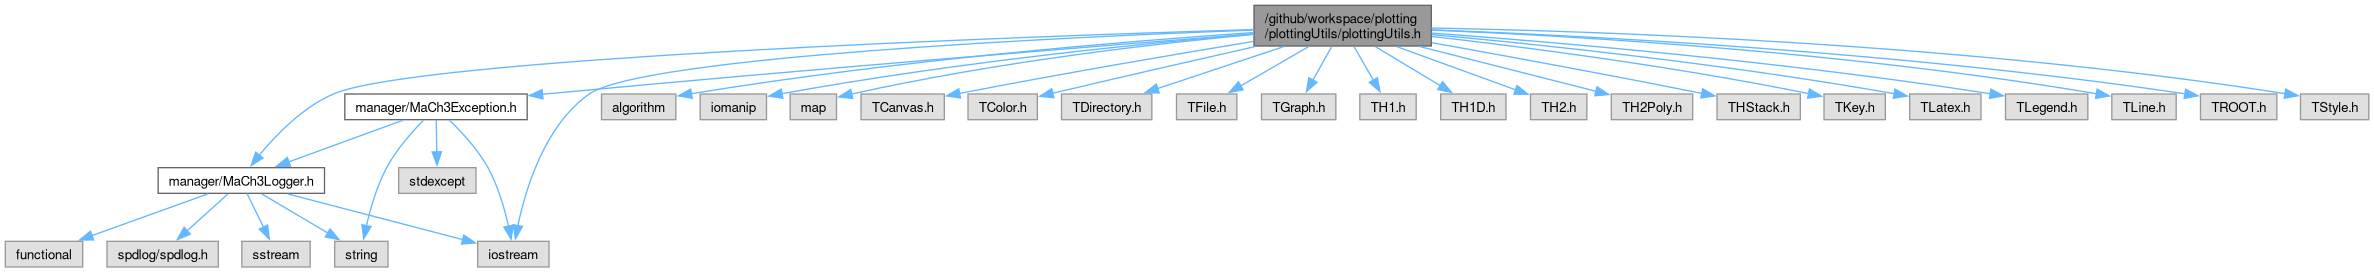 /github/workspace/plotting
/plottingUtils/plottingUtils.h
manager/MaCh3Exception.h
algorithm
iomanip
map
TCanvas.h
TColor.h
TDirectory.h
TFile.h
TGraph.h
TH1.h
TH1D.h
TH2.h
TH2Poly.h
THStack.h
TKey.h
TLatex.h
TLegend.h
TLine.h
TROOT.h
TStyle.h
manager/MaCh3Logger.h
stdexcept
functional
spdlog/spdlog.h
sstream
string
iostream